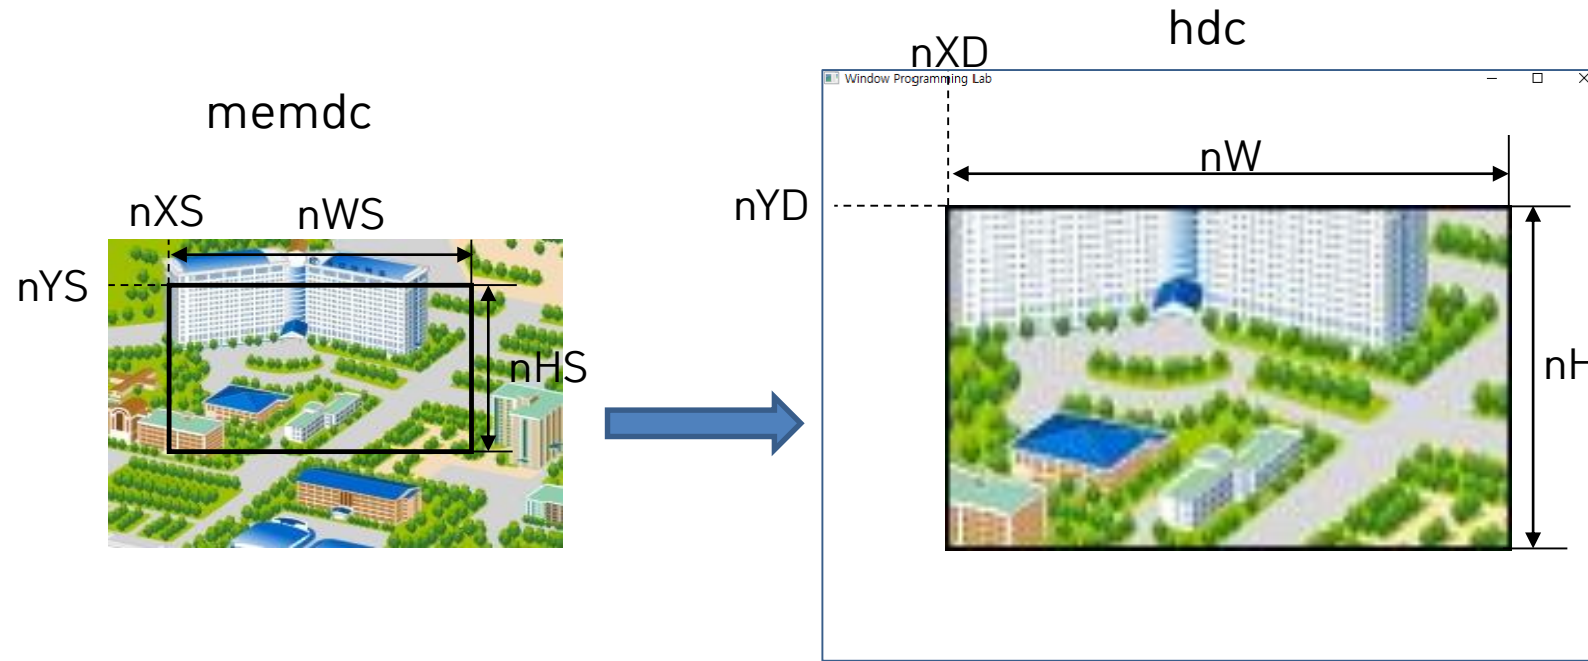 memdc
nXS
nWS
nYS
nHS
hdc
nXD
Window Programming Lab
nW
nYD
nH